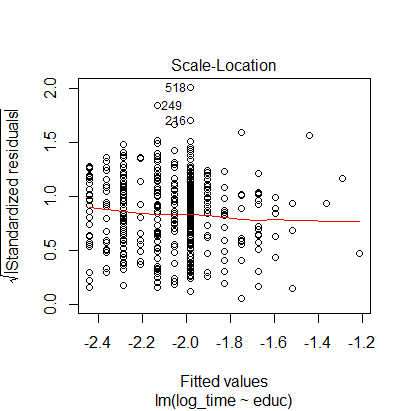 Scale-Location
√|Standardized residuals|
2.0
1.5
1.0
0.5
0.0
518
249
216
-2.4 -2.2 -2.0 -1.8 -1.6 -1.4 -1.2
Fitted values
lm(log_time ~ educ)